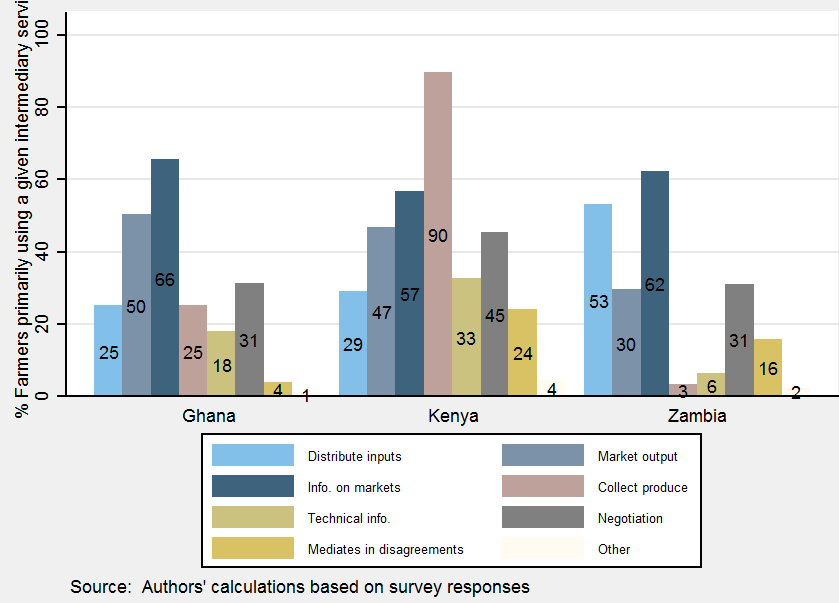 % Farmers primarily using a given intermediary servi
100
80
60
40
20
0
25 50 66 25 18 31 4 1
29 47 57 90 33 45 24 4
53 30 62 3 6 31 16 2
Ghana Kenya Zambia
Distribute inputs Market output
Info. on markets Collect produce
Technical info. Negotiation
Mediates in disagreements Other
Source: Authors' calculations based on survey responses